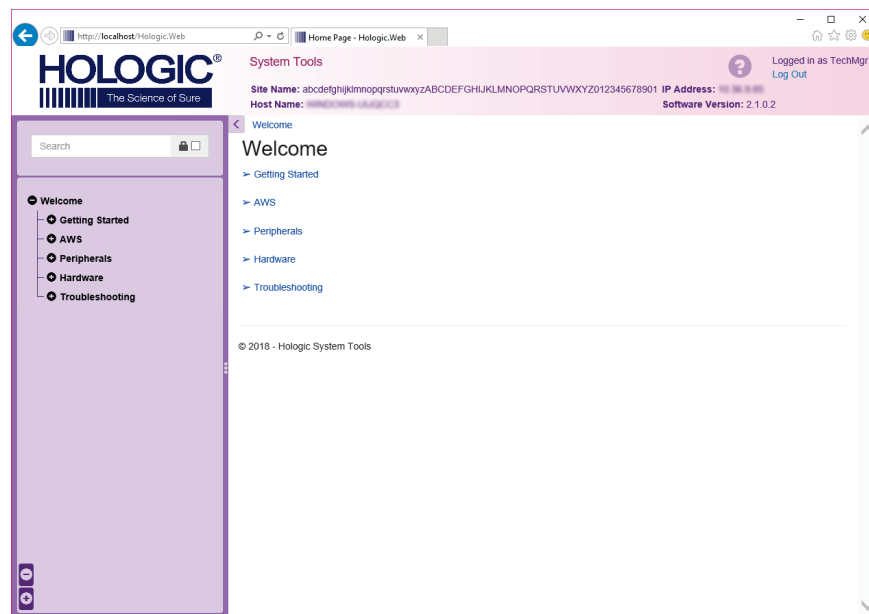 http://localhost/Hologic.Web
Home Page - Hologic.Web
HOLOGIC®
The Science of Sure
System Tools
Logged in as TechMgr
Log Out
Site Name: abcdefghijklmnopqrstuvwxyzABCDEFGHIJKLMNOPQRSTUVWXYZ012345678901 IP Address:
Host Name: Software Version: 2.1.0.2
Search
Welcome
Welcome
Getting Started
AWS
Peripherals
Hardware
Troubleshooting
Welcome
Getting Started
AWS
Peripherals
Hardware
Troubleshooting
© 2018 - Hologic System Tools